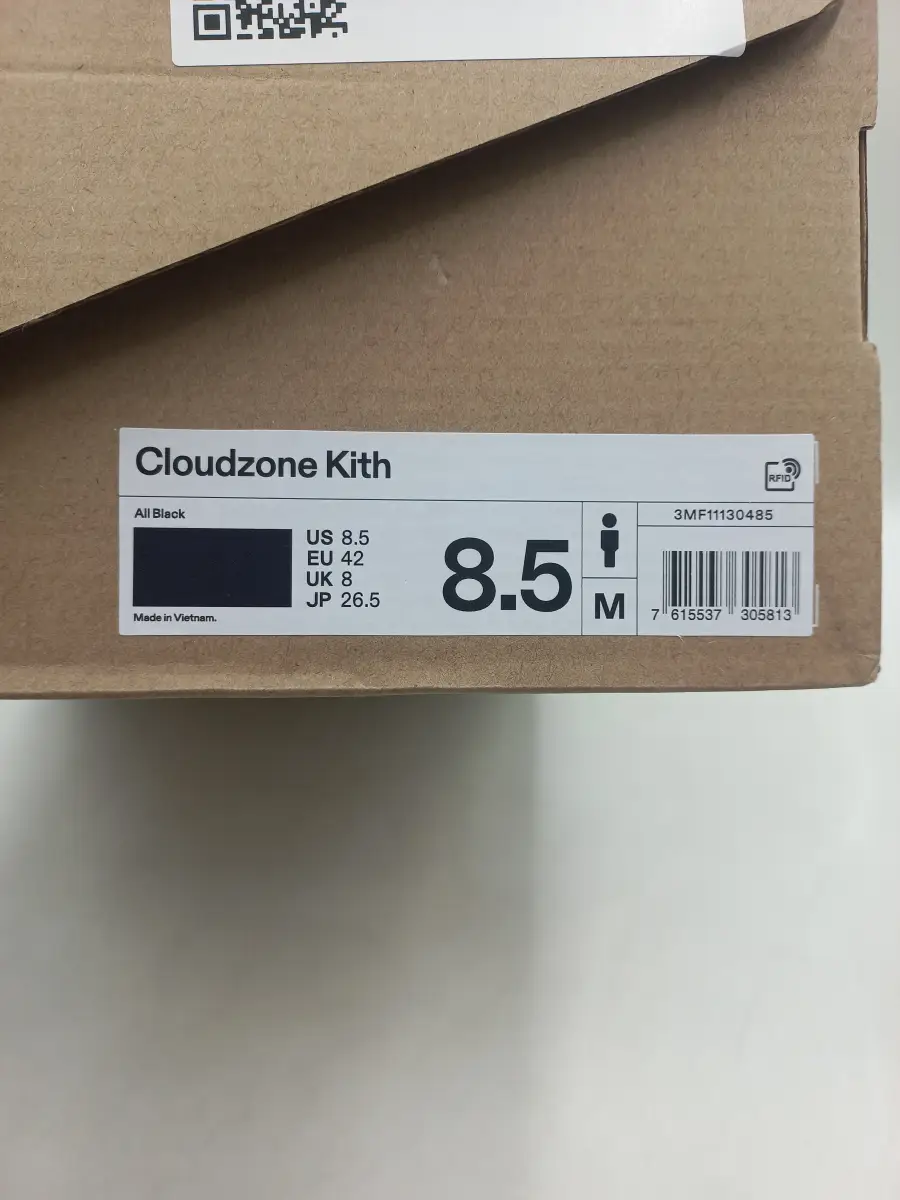 Cloudzone Kith
RFID
All Black
US 8.5
EU 42
UK 8
JP 26.5
Made in Vietnam.
8.5
M
3MF11130485
7 615537 305813